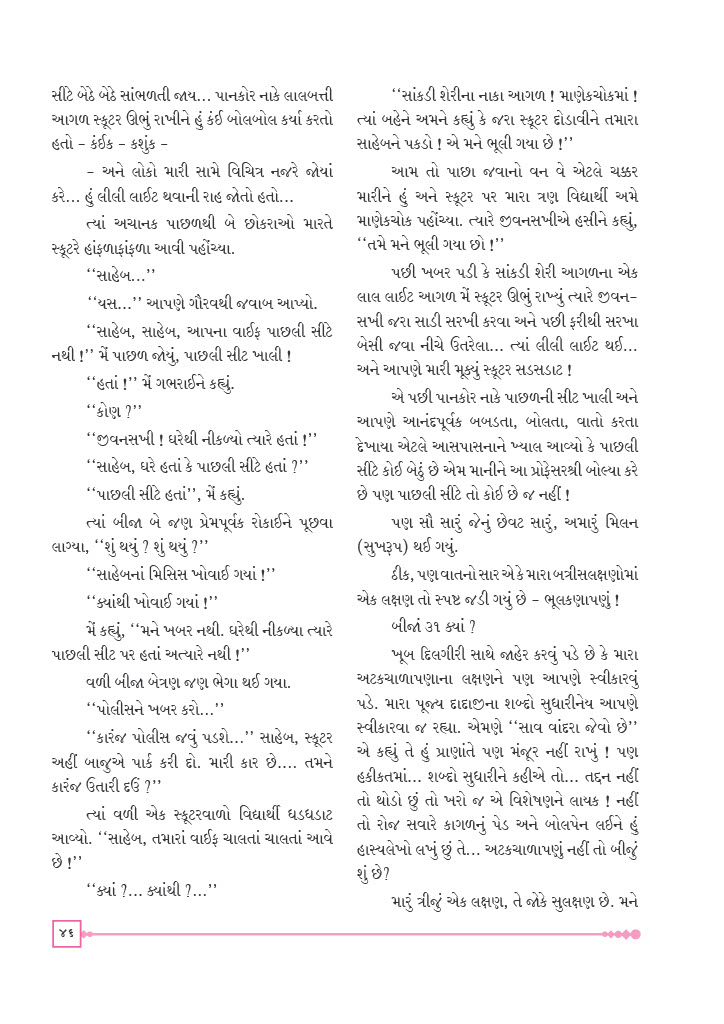 સીટે બેઠે બેઠે સાંભળતી જાય... પાનકોર નાકે લાલબત્તી
આગળ સ્કૂટર ઊભું રાખીને હું કંઈ બોલબોલ કર્યા કરતો
હતો – કંઈક – કશુંક –
– અને લોકો મારી સામે વિચિત્ર નજરે જોયાં
કરે... હું લીલી લાઈટ થવાની રાહ જોતો હતો...
ત્યાં અચાનક પાછળથી બે છોકરાઓ મારતે
સ્કૂટરે હાંફળાફાંફળા આવી પહોંચ્યા.
‘‘સાહેબ...’’
‘‘યસ...’’ આપણે ગૌરવથી જવાબ આપ્યો.
‘‘સાહેબ, સાહેબ, આપના વાઈફ પાછલી સીટે
નથી !’’ મેં પાછળ જોયું, પાછલી સીટ ખાલી !
‘‘હતાં !’’ મેં ગભરાઈને કહ્યું.
‘‘કોણ ?’’
‘‘જીવનસખી ! ઘરેથી નીકળ્યો ત્યારે હતાં !’’
‘‘સાહેબ, ઘરે હતાં કે પાછલી સીટે હતાં ?’’
‘‘પાછલી સીટે હતાં’’, મેં કહ્યું.
ત્યાં બીજા બે જણ પ્રેમપૂર્વક રોકાઈને પૂછવા
લાગ્યા, ‘‘શું થયું ? શું થયું ?’’
‘‘સાહેબનાં મિસિસ ખોવાઈ ગયાં !’’
‘‘ક્યાંથી ખોવાઈ ગયાં !’’
મેં કહ્યું, ‘‘મને ખબર નથી. ઘરેથી નીકળ્યા ત્યારે
પાછલી સીટ પર હતાં અત્યારે નથી !’’
વળી બીજા બેત્રણ જણ ભેગા થઈ ગયા.
‘‘પોલીસને ખબર કરો...’’
‘‘કારંજ પોલીસ જવું પડશે...’’ સાહેબ, સ્કૂટર
અહીં બાજુએ પાર્ક કરી દો. મારી કાર છે.... તમને
કારંજ ઉતારી દઉં ?’’
ત્યાં વળી એક સ્કૂટરવાળો વિદ્યાર્થી ધડધડાટ
આવ્યો. ‘‘સાહેબ, તમારાં વાઈફ ચાલતાં ચાલતાં આવે
છે !’’
‘‘ક્યાં ?... ક્યાંથી ?...’’
‘‘સાંકડી શેરીના નાકા આગળ ! માણેકચોકમાં !
ત્યાં બહેને અમને કહ્યું કે જરા સ્કૂટર દોડાવીને તમારા
સાહેબને પકડો ! એ મને ભૂલી ગયા છે !’’
આમ તો પાછા જવાનો વન વે એટલે ચક્કર
મારીને હું અને સ્કૂટર પર મારા ત્રણ વિદ્યાર્થી અમે
માણેકચોક પહોંચ્યા. ત્યારે જીવનસખીએ હસીને કહ્યું,
‘‘તમે મને ભૂલી ગયા છો !’’
પછી ખબર પડી કે સાંકડી શેરી આગળના એક
લાલ લાઈટ આગળ મેં સ્કૂટર ઊભું રાખ્યું ત્યારે જીવન-
સખી જરા સાડી સરખી કરવા અને પછી ફરીથી સરખા
બેસી જવા નીચે ઉતરેલા... ત્યાં લીલી લાઈટ થઈ...
અને આપણે મારી મૂક્યું સ્કૂટર સડસડાટ !
એ પછી પાનકોર નાકે પાછળની સીટ ખાલી અને
આપણે આનંદપૂર્વક બબડતા, બોલતા, વાતો કરતા
દેખાયા એટલે આસપાસનાને ખ્યાલ આવ્યો કે પાછલી
સીટે કોઈ બેઠું છે એમ માનીને આ પ્રોફેસરશ્રી બોલ્યા કરે
છે પણ પાછલી સીટે તો કોઈ છે જ નહીં !
પણ સૌ સારું જેનું છેવટ સારું, અમારું મિલન
(સુખરૂપ) થઈ ગયું.
ઠીક, પણ વાતનો સાર એ કે મારા બત્રીસલક્ષણોમાં
એક લક્ષણ તો સ્પષ્ટ જડી ગયું છે – ભૂલકણાપણું !
બીજાં ૩૧ ક્યાં ?
ખૂબ દિલગીરી સાથે જાહેર કરવું પડે છે કે મારા
અટકચાળાપણાના લક્ષણને પણ આપણે સ્વીકારવું
પડે. મારા પૂજ્ય દાદાજીના શબ્દો સુધારીનેય આપણે
સ્વીકારવા જ રહ્યા. એમણે ‘‘સાવ વાંદરા જેવો છે’’
એ કહ્યું તે હું પ્રાણાંતે પણ મંજૂર નહીં રાખું ! પણ
હકીકતમાં... શબ્દો સુધારીને કહીએ તો... તદ્દન નહીં
તો થોડો છું તો ખરો જ એ વિશેષણને લાયક ! નહીં
તો રોજ સવારે કાગળનું પેડ અને બોલપેન લઈને હું
હાસ્યલેખો લખું છું તે... અટકચાળાપણું નહીં તો બીજું
શું છે?
મારું ત્રીજું એક લક્ષણ, તે જોકે સુલક્ષણ છે. મને
૪૬